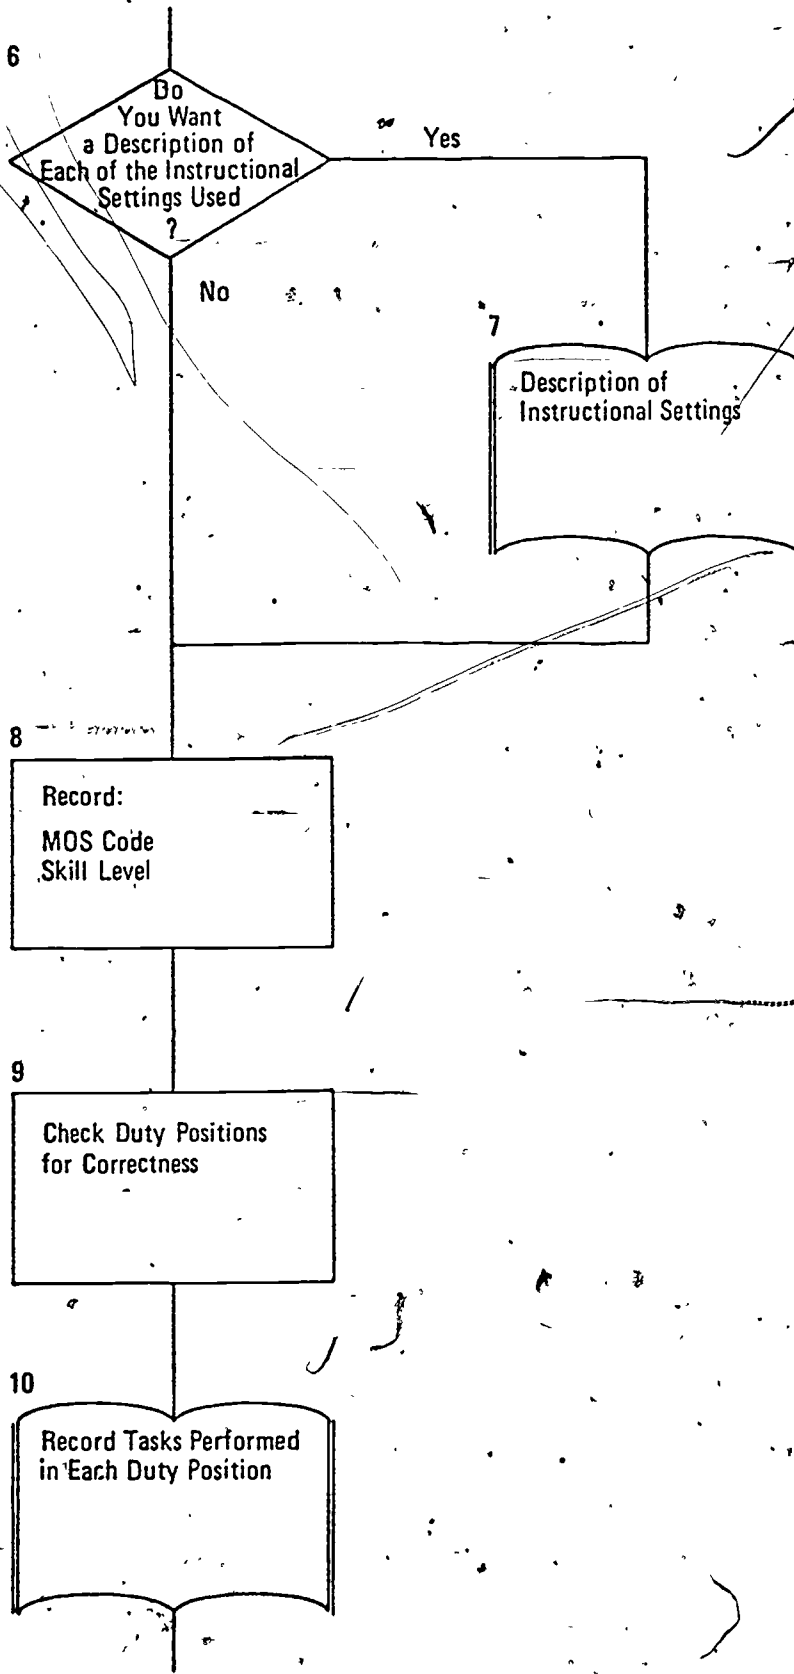 6
Do
You Want
a Description of
Each of the Instructional
Settings Used
?
Yes
No
7
Description of
Instructional Settings
8
Record:
MOS Code
Skill Level
9
Check Duty Positions
for Correctness
10
Record Tasks Performed
in Each Duty Position